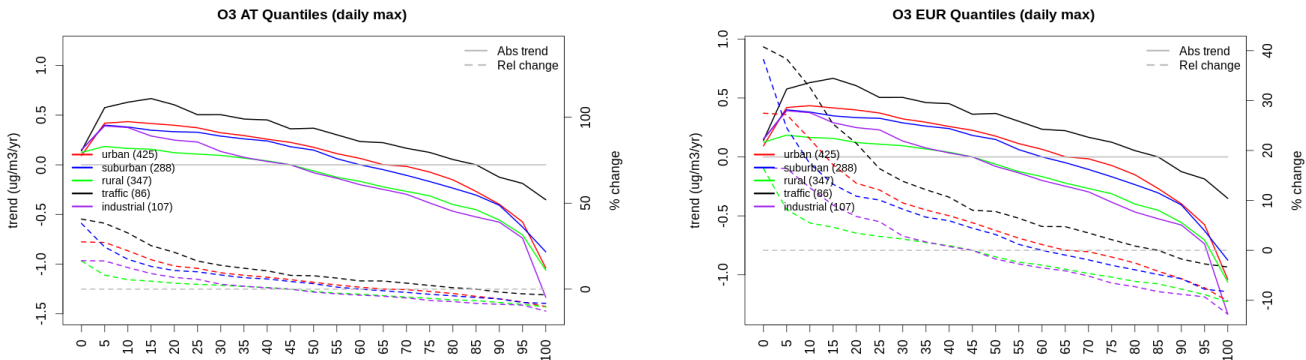 O3 AT Quantiles (daily max)
Abs trend
Rel change
1.0
0.5
0.0
-0.5
-1.0
-1.5
trend (ug/m3/yr)
urban (425)
suburban (288)
rural (347)
traffic (86)
industrial (107)
100
50
0
% change
0 5 10 15 20 25 30 35 40 45 50 55 60 65 70 75 80 85 90 95 100
O3 EUR Quantiles (daily max)
Abs trend
Rel change
1.0
0.5
0.0
-0.5
-1.0
trend (ug/m3/yr)
urban (425)
suburban (288)
rural (347)
traffic (86)
industrial (107)
40
30
20
10
0
-10
% change
0 5 10 15 20 25 30 35 40 45 50 55 60 65 70 75 80 85 90 95 100